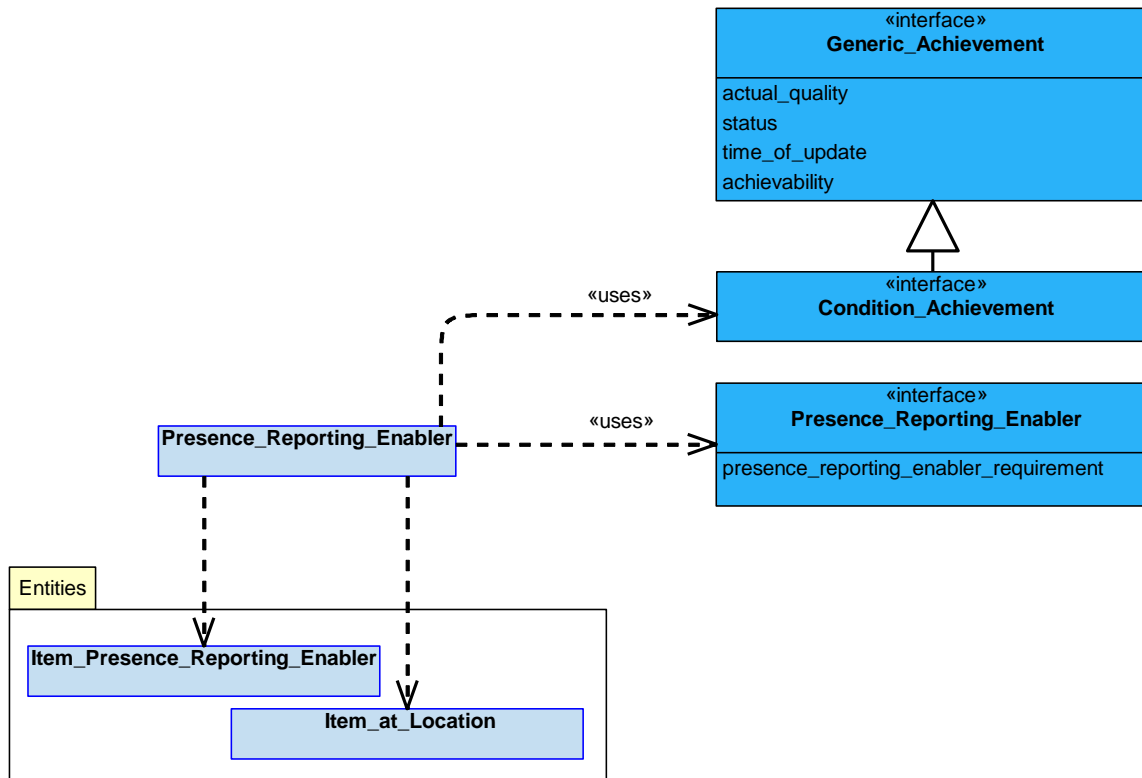 «interface»
Generic_Achievement
actual_quality
status
time_of_update
achievability
«uses»
«interface»
Condition_Achievement
«interface»
Presence_Reporting_Enabler
«uses»
Presence_Reporting_Enabler
presence_reporting_enabler_requirement
Entities
Item_Presence_Reporting_Enabler
Item_at_Location